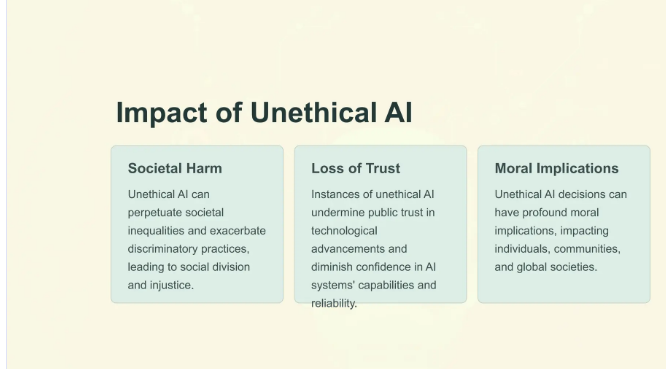 Impact of Unethical AI
Societal Harm
Unethical AI can
perpetuate societal
inequalities and exacerbate
discriminatory practices,
leading to social division
and injustice.
Loss of Trust
Instances of unethical AI
undermine public trust in
technological
advancements and
diminish confidence in AI
systems' capabilities and
reliability.
Moral Implications
Unethical AI decisions can
have profound moral
implications, impacting
individuals, communities,
and global societies.